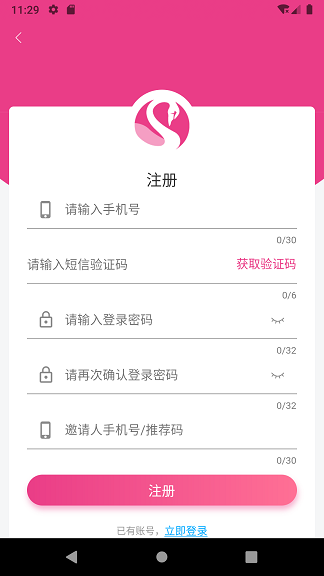 11:29
注册
请输入手机号
0/30
请输入短信验证码 获取验证码
0/6
请输入登录密码
0/32
请再次确认登录密码
0/32
邀请人手机号/推荐码
0/30
注册
已有账号，立即登录